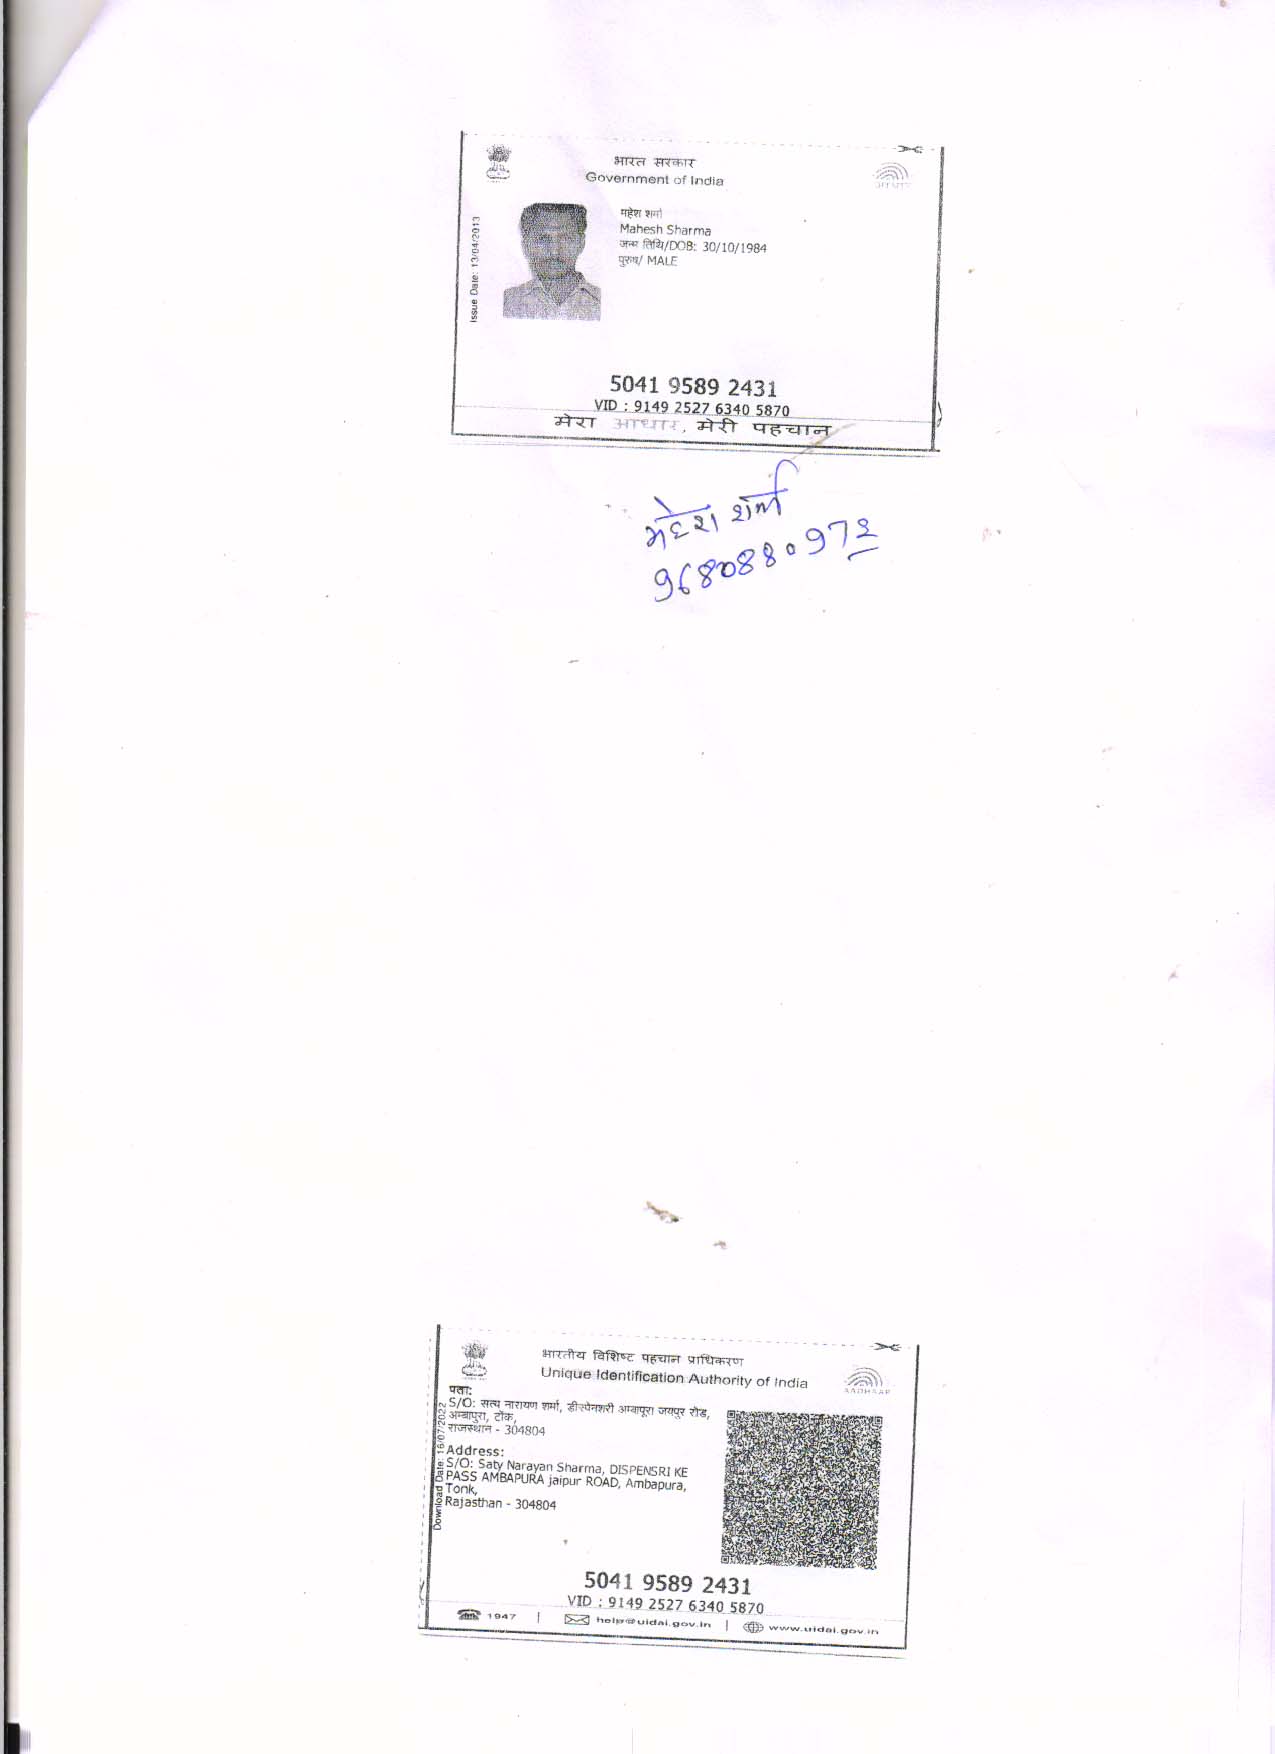 भारत सरकार
Government of India
Issue Date: 13/04/2013
महेश शर्मा
Mahesh Sharma
जन्म तिथि/DOB: 30/10/1984
पुरुष/ MALE
5041 9589 2431
VID : 9149 2527 6340 5870
मेरा आधार, मेरी पहचान
महेश शर्मा
भारतीय विशिष्ट पहचान प्राधिकरण
Unique Identification Authority of India
AADHAAR
Download Date: 16/07/2022
पता:
S/O: सत्य नारायण शर्मा, डीस्पेनशरी अम्बापूरा जयपुर रोड,
अम्बापुरा, टोंक,
राजस्थान - 304804
Address:
S/O: Saty Narayan Sharma, DISPENSRI KE
PASS AMBAPURA jaipur ROAD, Ambapura,
Tonk,
Rajasthan - 304804
5041 9589 2431
VID : 9149 2527 6340 5870
1947 | help@uidai.gov.in | www.uidai.gov.in